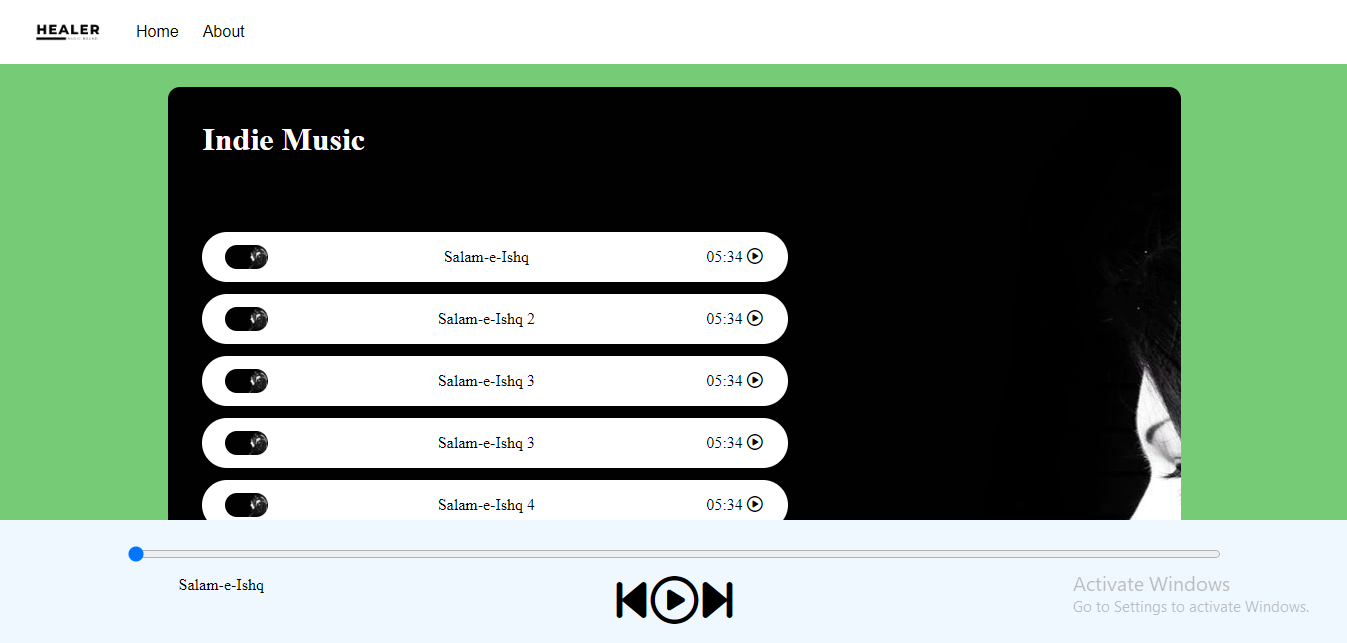 HEALER
Home
About
Indie Music
Salam-e-Ishq
05:34
Salam-e-Ishq 2
05:34
Salam-e-Ishq 3
05:34
Salam-e-Ishq 3
05:34
Salam-e-Ishq 4
05:34
Salam-e-Ishq
Activate Windows
Go to Settings to activate Windows.